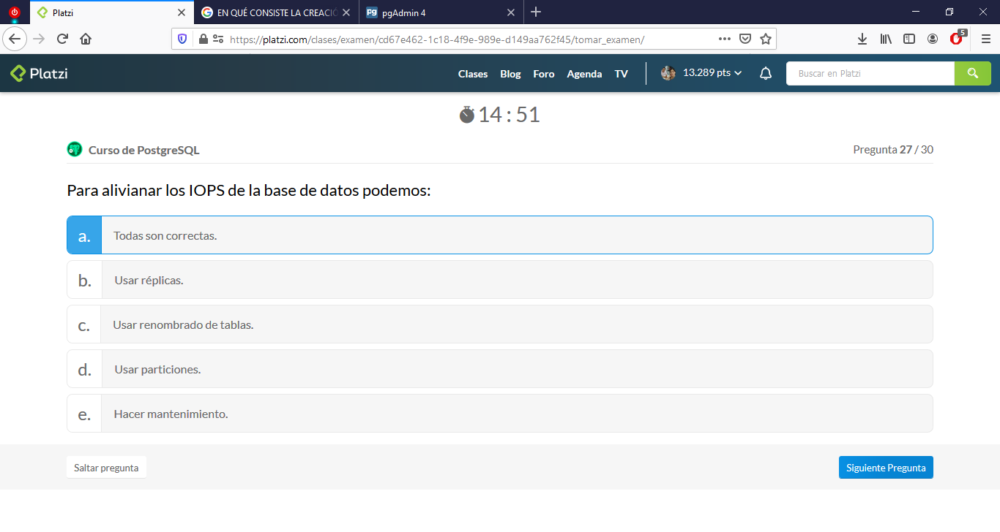 Platzi
EN QUÉ CONSISTE LA CREACIÓ
pgAdmin 4
https://platzi.com/clases/examen/cd67e462-1c18-4f9e-989e-d149aa762f45/tomar_examen/
5
Platzi
Clases
Blog
Foro
Agenda
TV
13.289 pts
Buscar en Platzi
14 : 51
Curso de PostgreSQL
Pregunta 27 / 30
Para alivianar los IOPS de la base de datos podemos:
a. Todas son correctas.
b. Usar réplicas.
c. Usar renombrado de tablas.
d. Usar particiones.
e. Hacer mantenimiento.
Saltar pregunta
Siguiente Pregunta